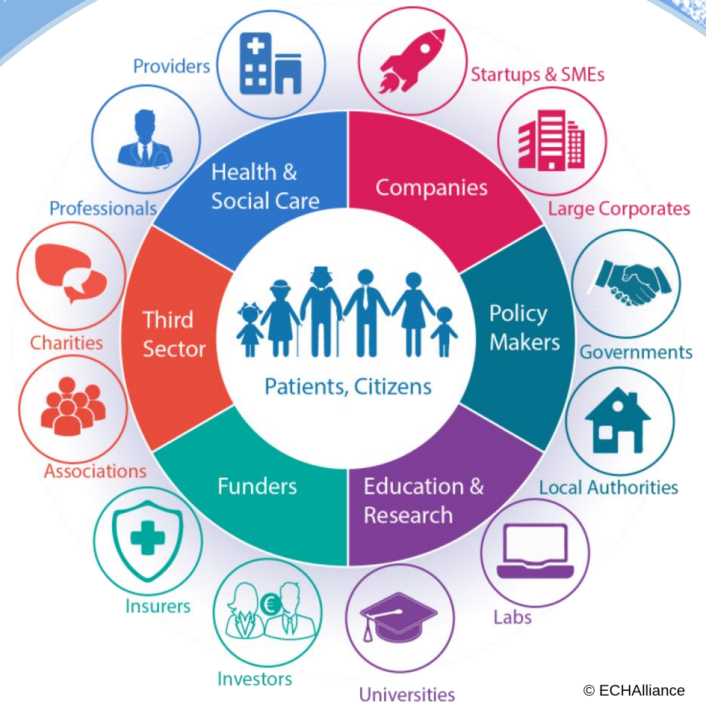 Providers
Startups & SMEs
Professionals
Large Corporates
Health &
Social Care
Companies
Charities
Third
Sector
Policy
Makers
Governments
Patients, Citizens
Associations
Local Authorities
Funders
Education &
Research
Insurers
€
Labs
Investors
Universities
© ECHAlliance